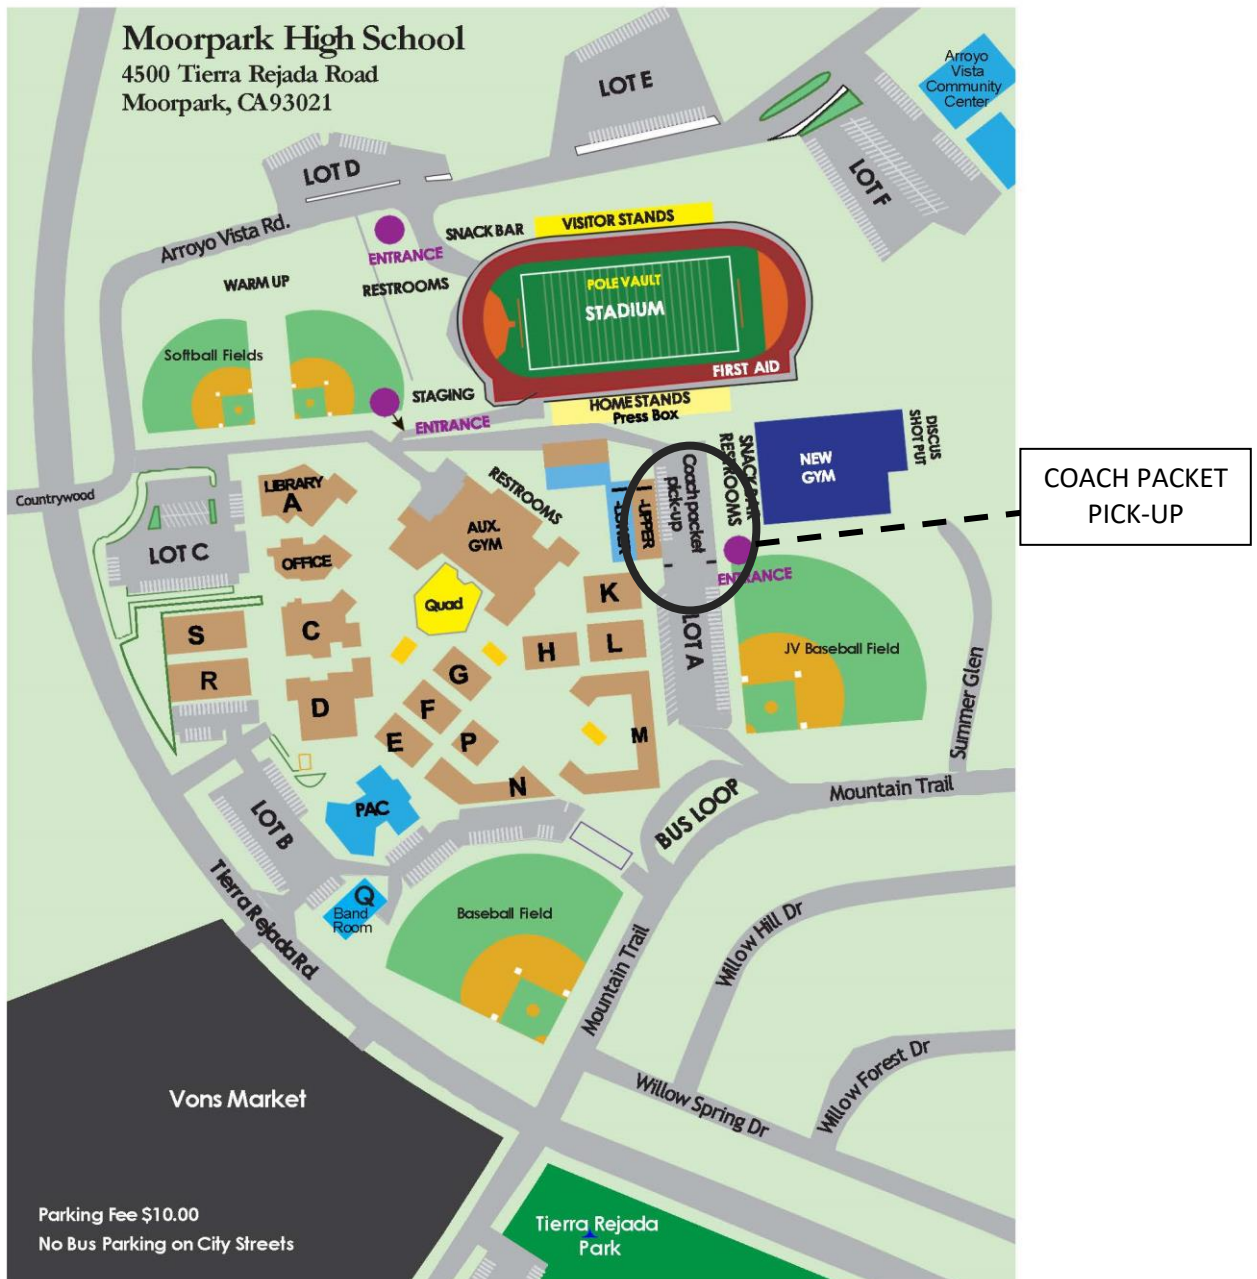 Moorpark High School
4500 Tierra Rejada Road
Moorpark, CA 93021
LOT E
Arroyo
Vista
Community
Center
LOT D
LOT F
Arroyo Vista Rd.
SNACK BAR
VISITOR STANDS
ENTRANCE
WARM UP
RESTROOMS
POLE VAULT
STADIUM
Softball Fields
FIRST AID
STAGING
ENTRANCE
HOME STANDS
Press Box
DISCUS
SHOT PUT
SNACK BAR
RESTROOMS
NEW
GYM
COACH PACKET
PICK-UP
Countrywood
LIBRARY
A
RESTROOMS
AUX.
GYM
I-LOWER
I-UPPER
Coach packet
pick-up
LOT C
OFFICE
ENTRANCE
Quad
K
S
C
H
L
LOT A
JV Baseball Field
R
G
D
F
E
P
M
Summer Glen
N
Mountain Trail
BUS LOOP
PAC
LOT B
Q
Band
Room
Baseball Field
Tierra Rejada Rd
Mountain Trail
Willow Hill Dr
Willow Forest Dr
Willow Spring Dr
Vons Market
Parking Fee $10.00
No Bus Parking on City Streets
Tierra Rejada
Park